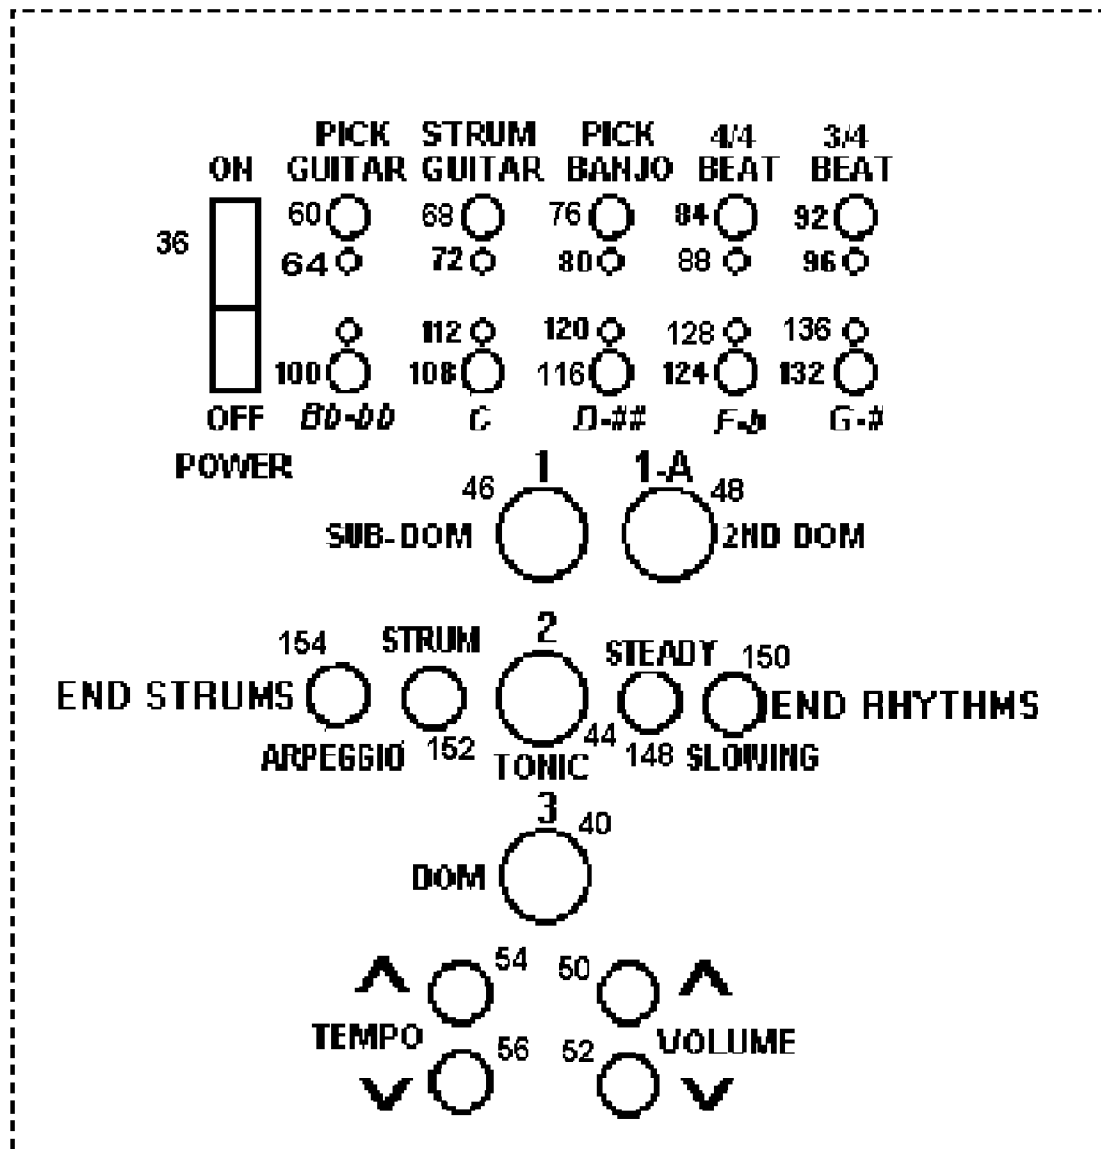 PICK STRUM PICK 4/4 3/4
ON GUITAR GUITAR BANJO BEAT BEAT
60 68 76 84 92
36
64 72 80 88 96
112 120 128 136
100 108 116 124 132
OFF Bb-bb C D-## F-b G-#
POWER
1 1-A
46 48
SUB-DOM 2ND DOM
2
154 STRUM STEADY 150
END STRUMS END RHYTHMS
ARPEGGIO 152 44 148 SLOWING
TONIC
3
40
DOM
54 50
TEMPO VOLUME
56 52